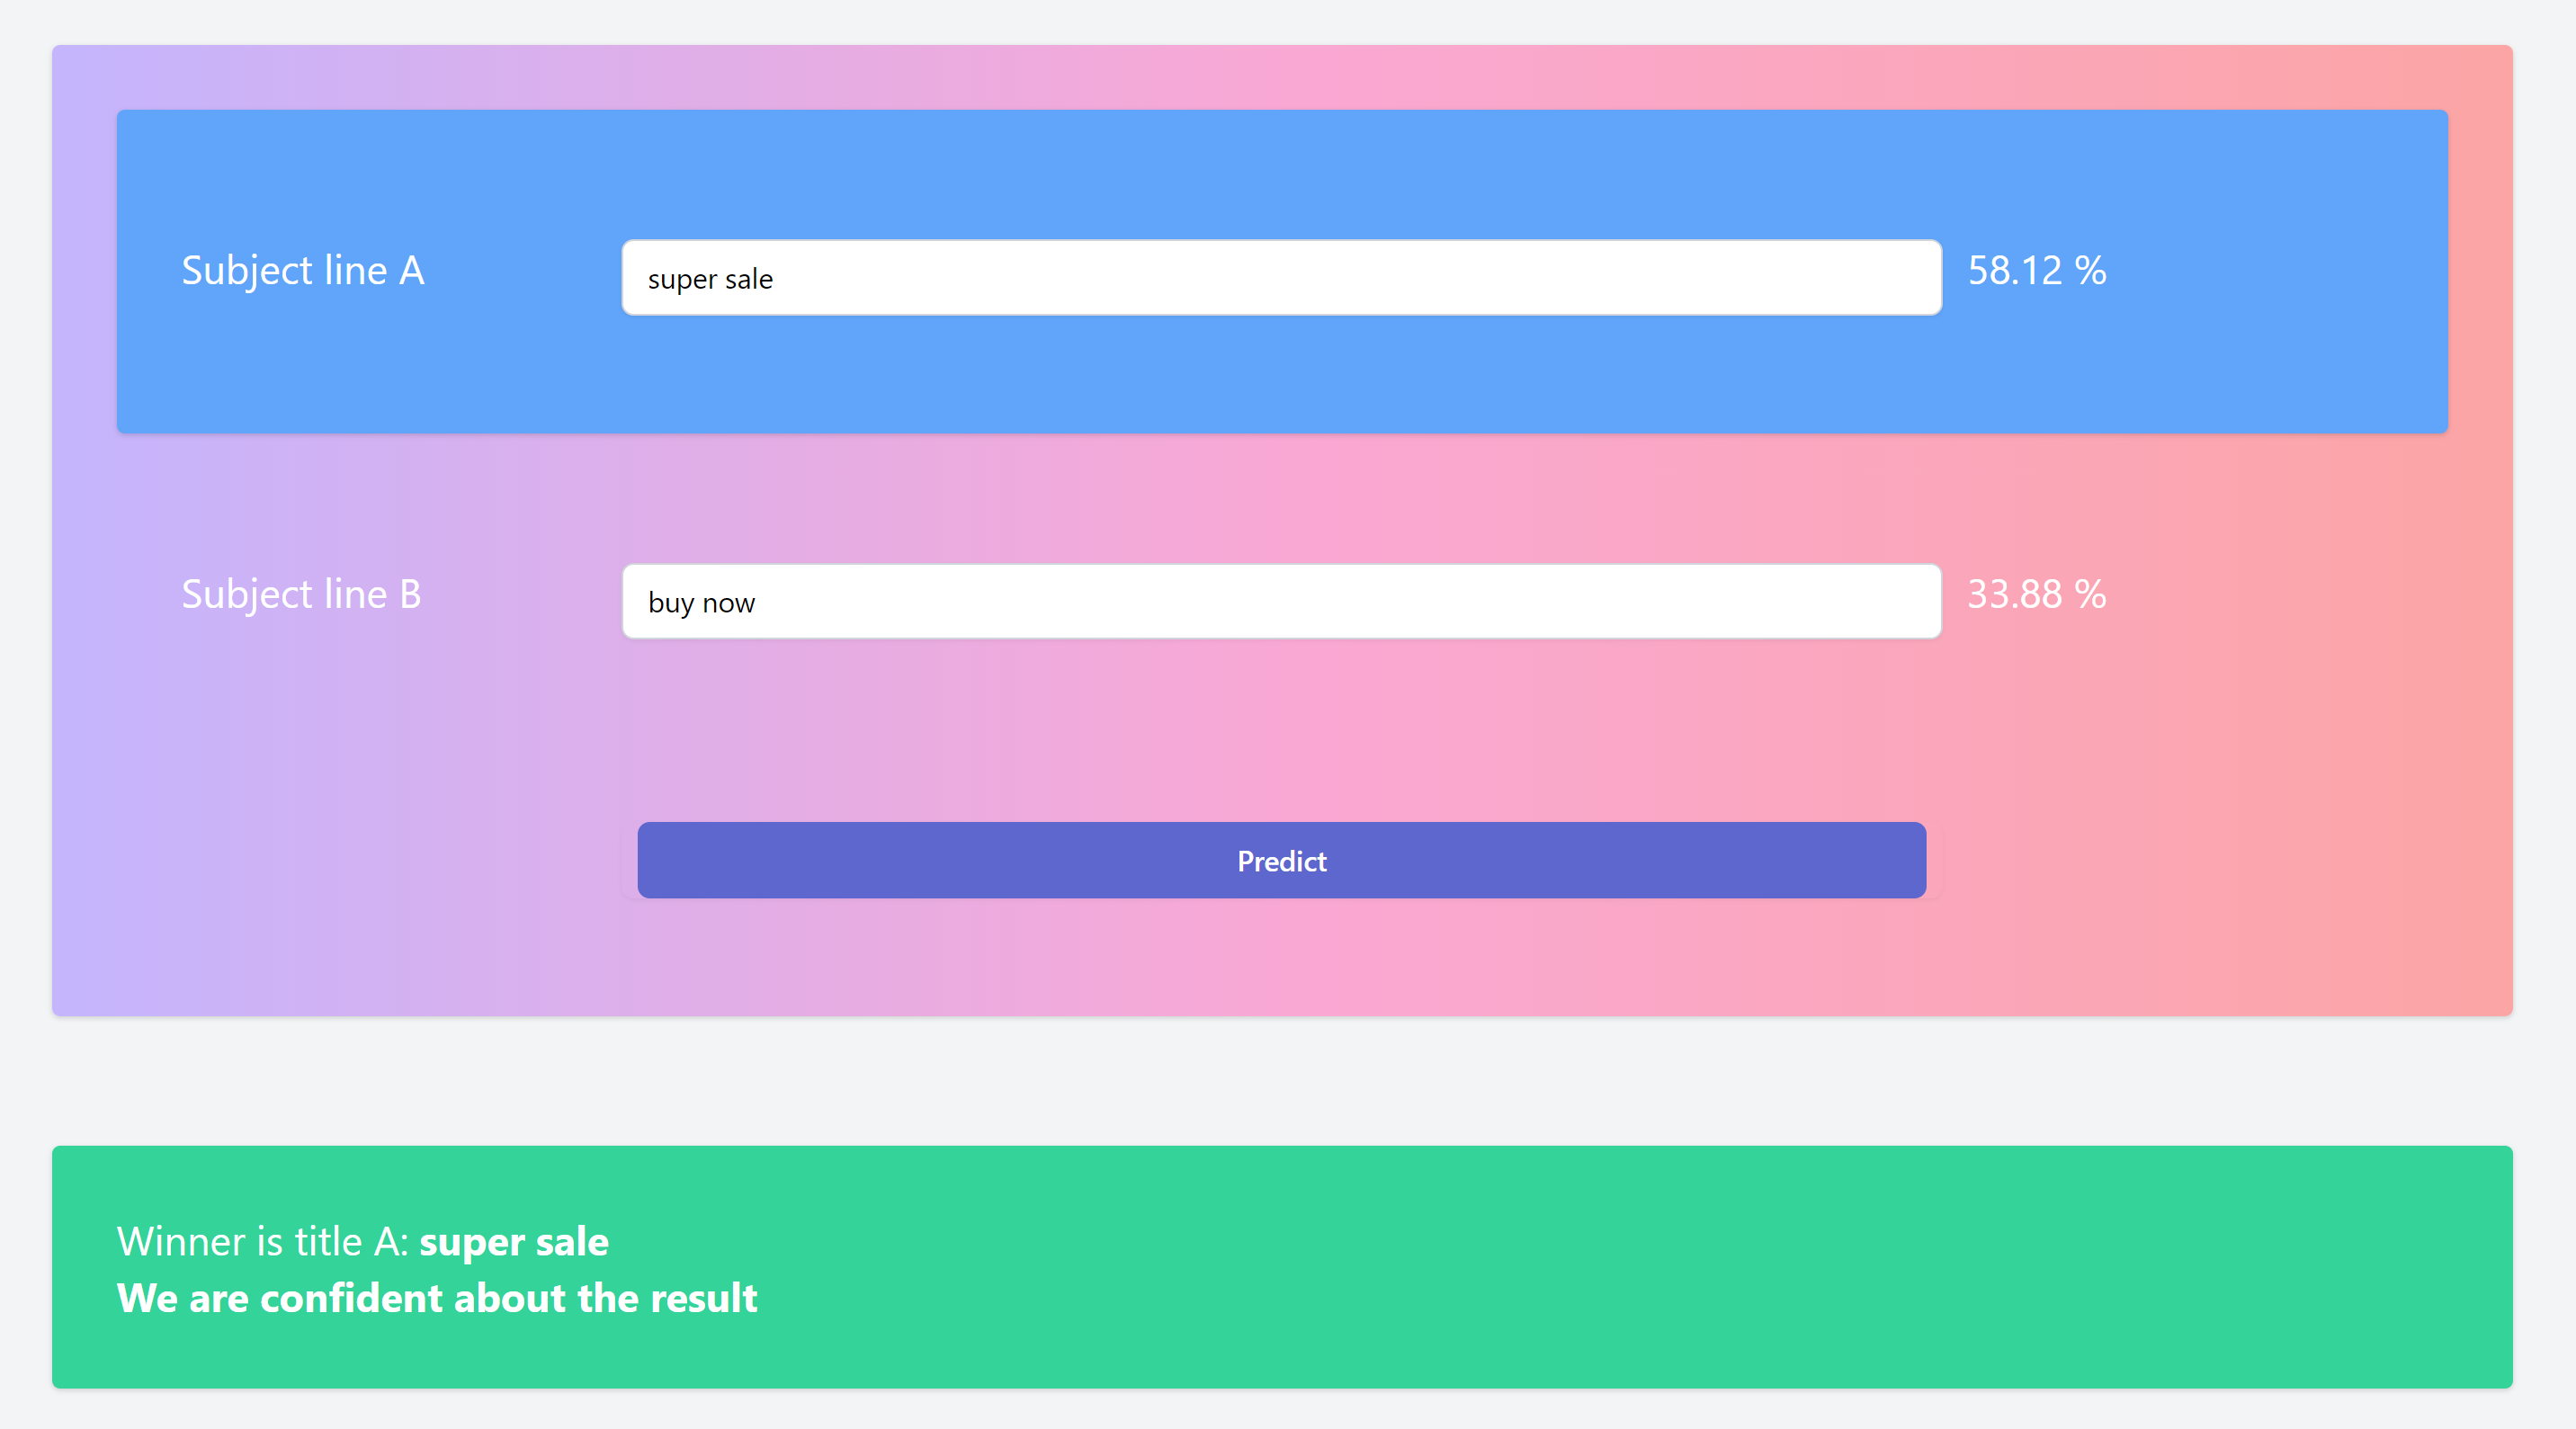 Subject line A
super sale
58.12 %
Subject line B
buy now
33.88 %
Predict
Winner is title A: super sale
We are confident about the result